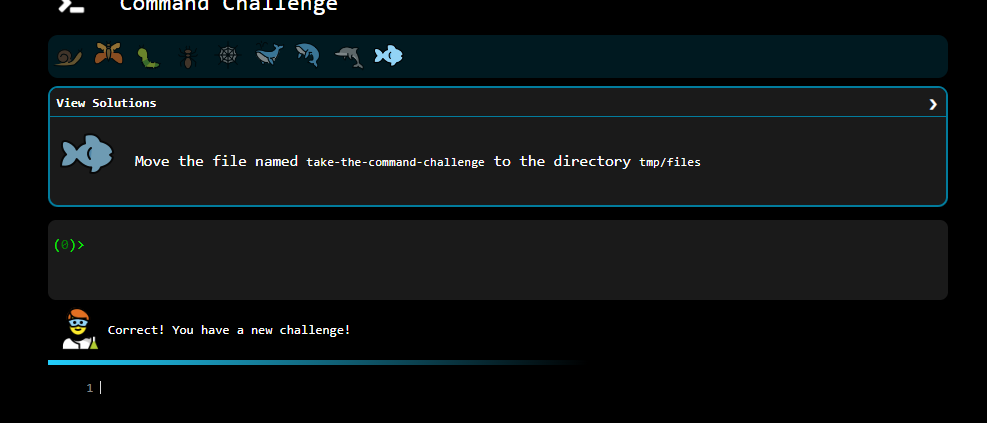 Command Challenge
View Solutions
❯
Move the file named take-the-command-challenge to the directory tmp/files
(0)>
Correct! You have a new challenge!
1